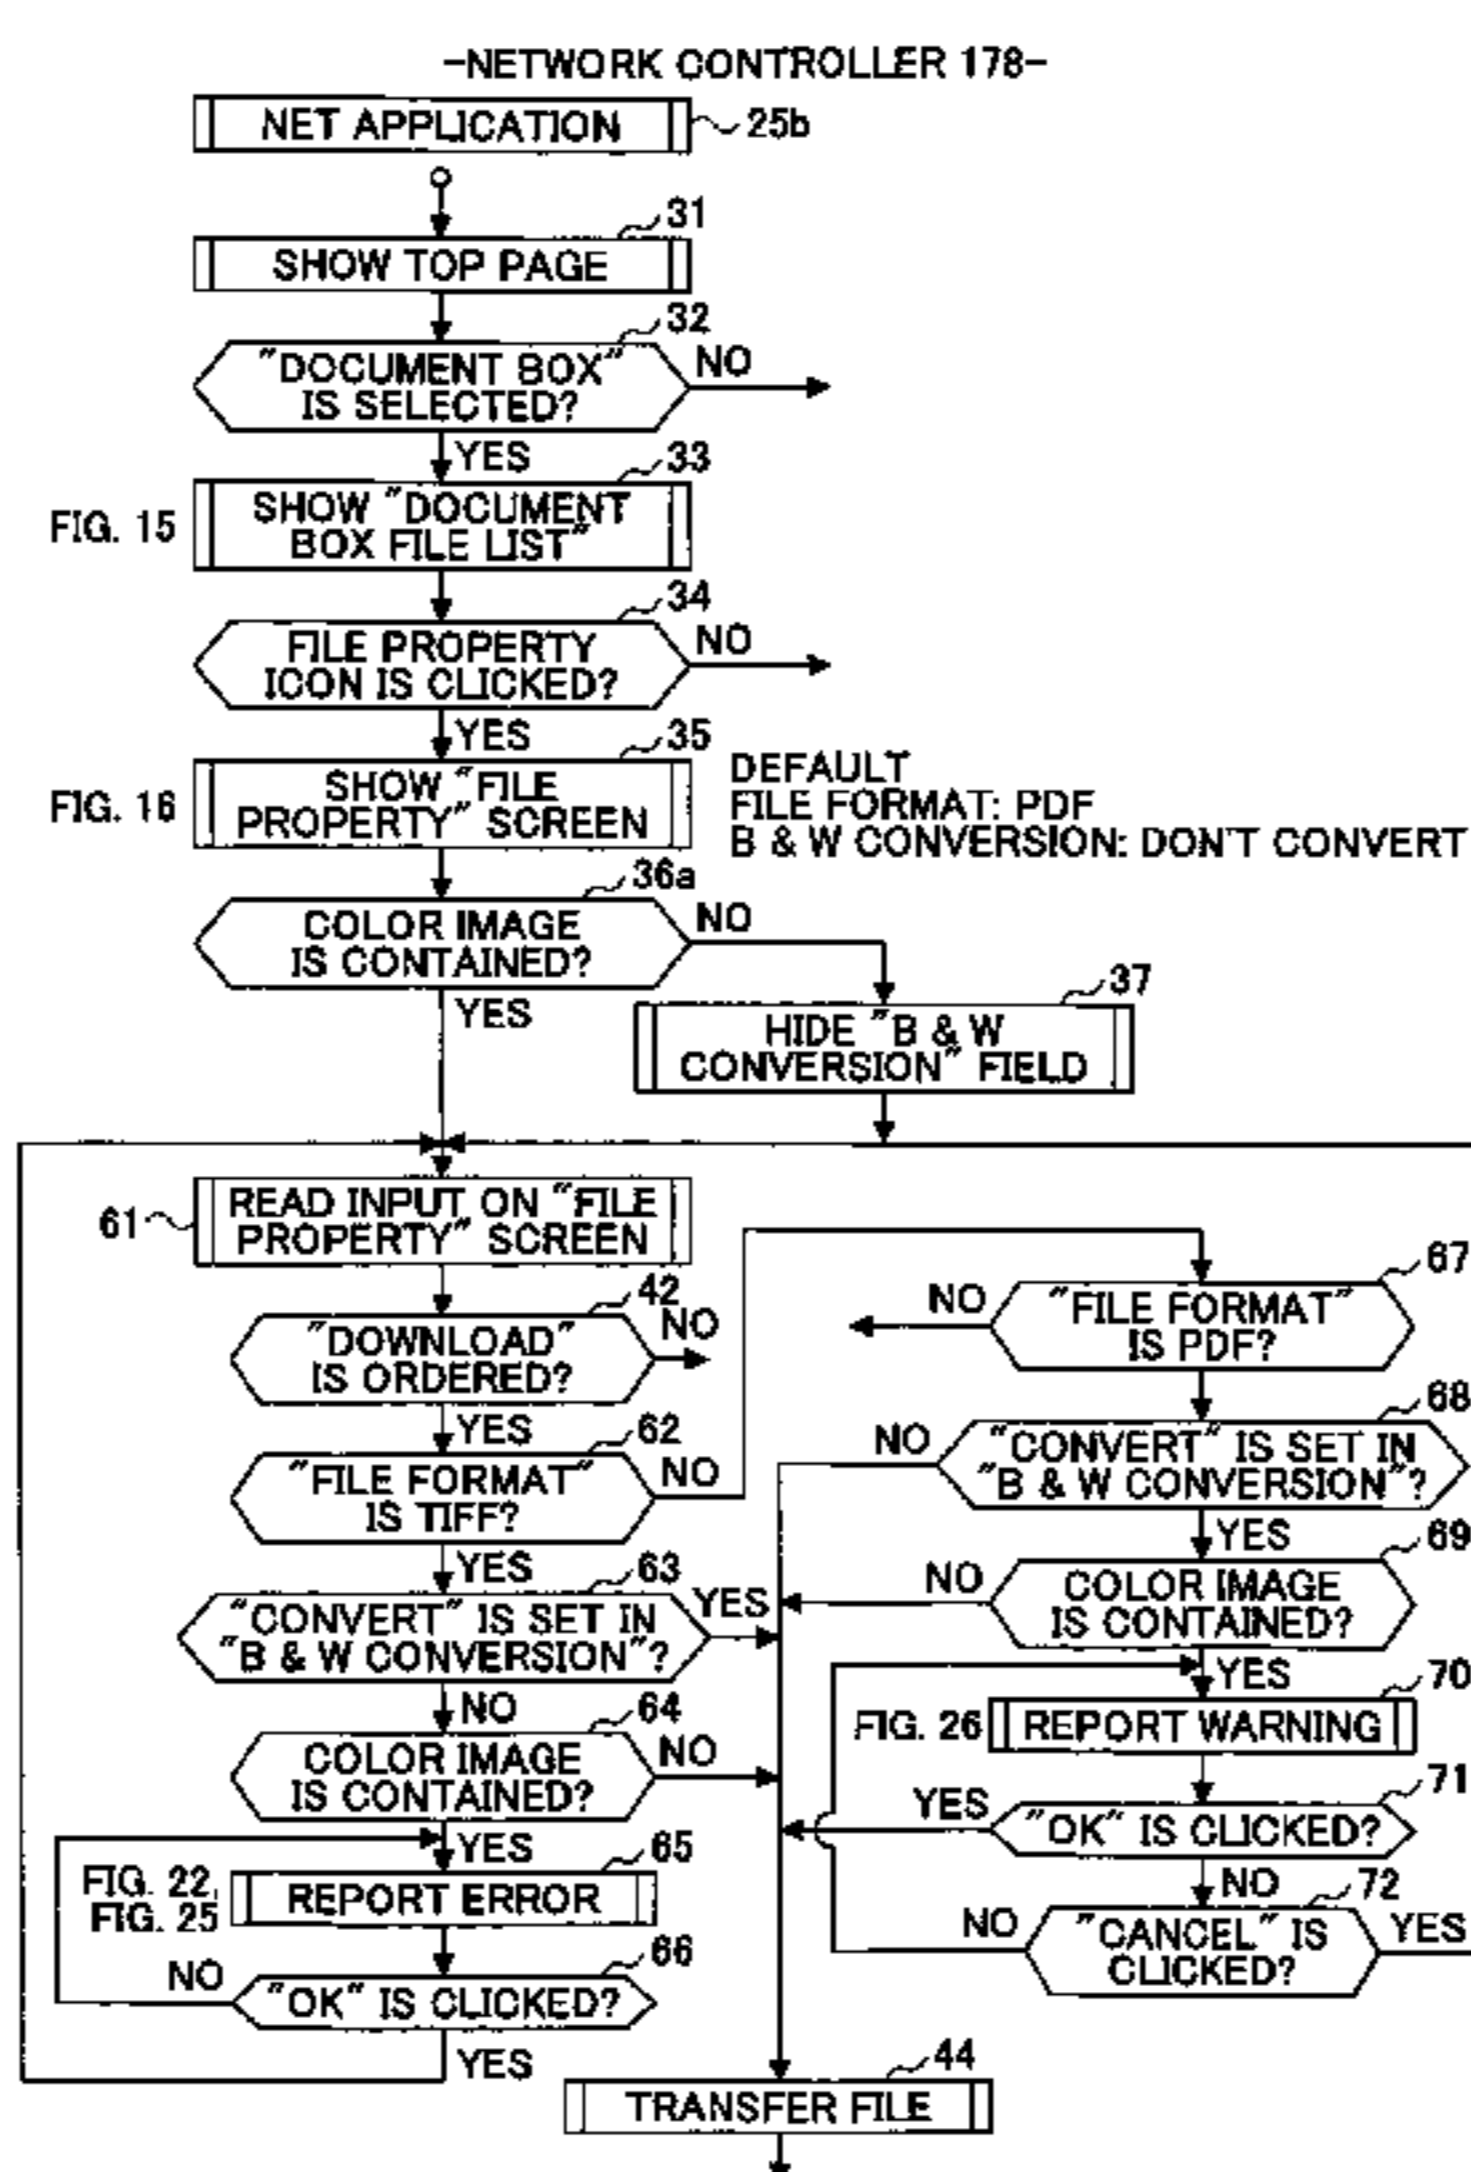 -NETWORK CONTROLLER 178-
NET APPLICATION
25b
31
SHOW TOP PAGE
32
"DOCUMENT BOX"
IS SELECTED?
NO
YES
33
FIG. 15
SHOW "DOCUMENT
BOX FILE LIST"
34
FILE PROPERTY
ICON IS CLICKED?
NO
YES
35
FIG. 16
SHOW "FILE
PROPERTY" SCREEN
DEFAULT
FILE FORMAT: PDF
B & W CONVERSION: DON'T CONVERT
36a
COLOR IMAGE
IS CONTAINED?
NO
YES
37
HIDE "B & W
CONVERSION" FIELD
61
READ INPUT ON "FILE
PROPERTY" SCREEN
42
"DOWNLOAD"
IS ORDERED?
NO
YES
62
"FILE FORMAT"
IS TIFF?
NO
YES
63
"CONVERT" IS SET IN
"B & W CONVERSION"?
YES
NO
64
COLOR IMAGE
IS CONTAINED?
NO
YES
65
FIG. 22,
FIG. 25
REPORT ERROR
66
NO
"OK" IS CLICKED?
YES
67
NO
"FILE FORMAT"
IS PDF?
68
NO
"CONVERT" IS SET IN
"B & W CONVERSION"?
YES
69
NO
COLOR IMAGE
IS CONTAINED?
YES
70
FIG. 26
REPORT WARNING
71
YES
"OK" IS CLICKED?
NO
72
NO
"CANCEL" IS
CLICKED?
YES
44
TRANSFER FILE